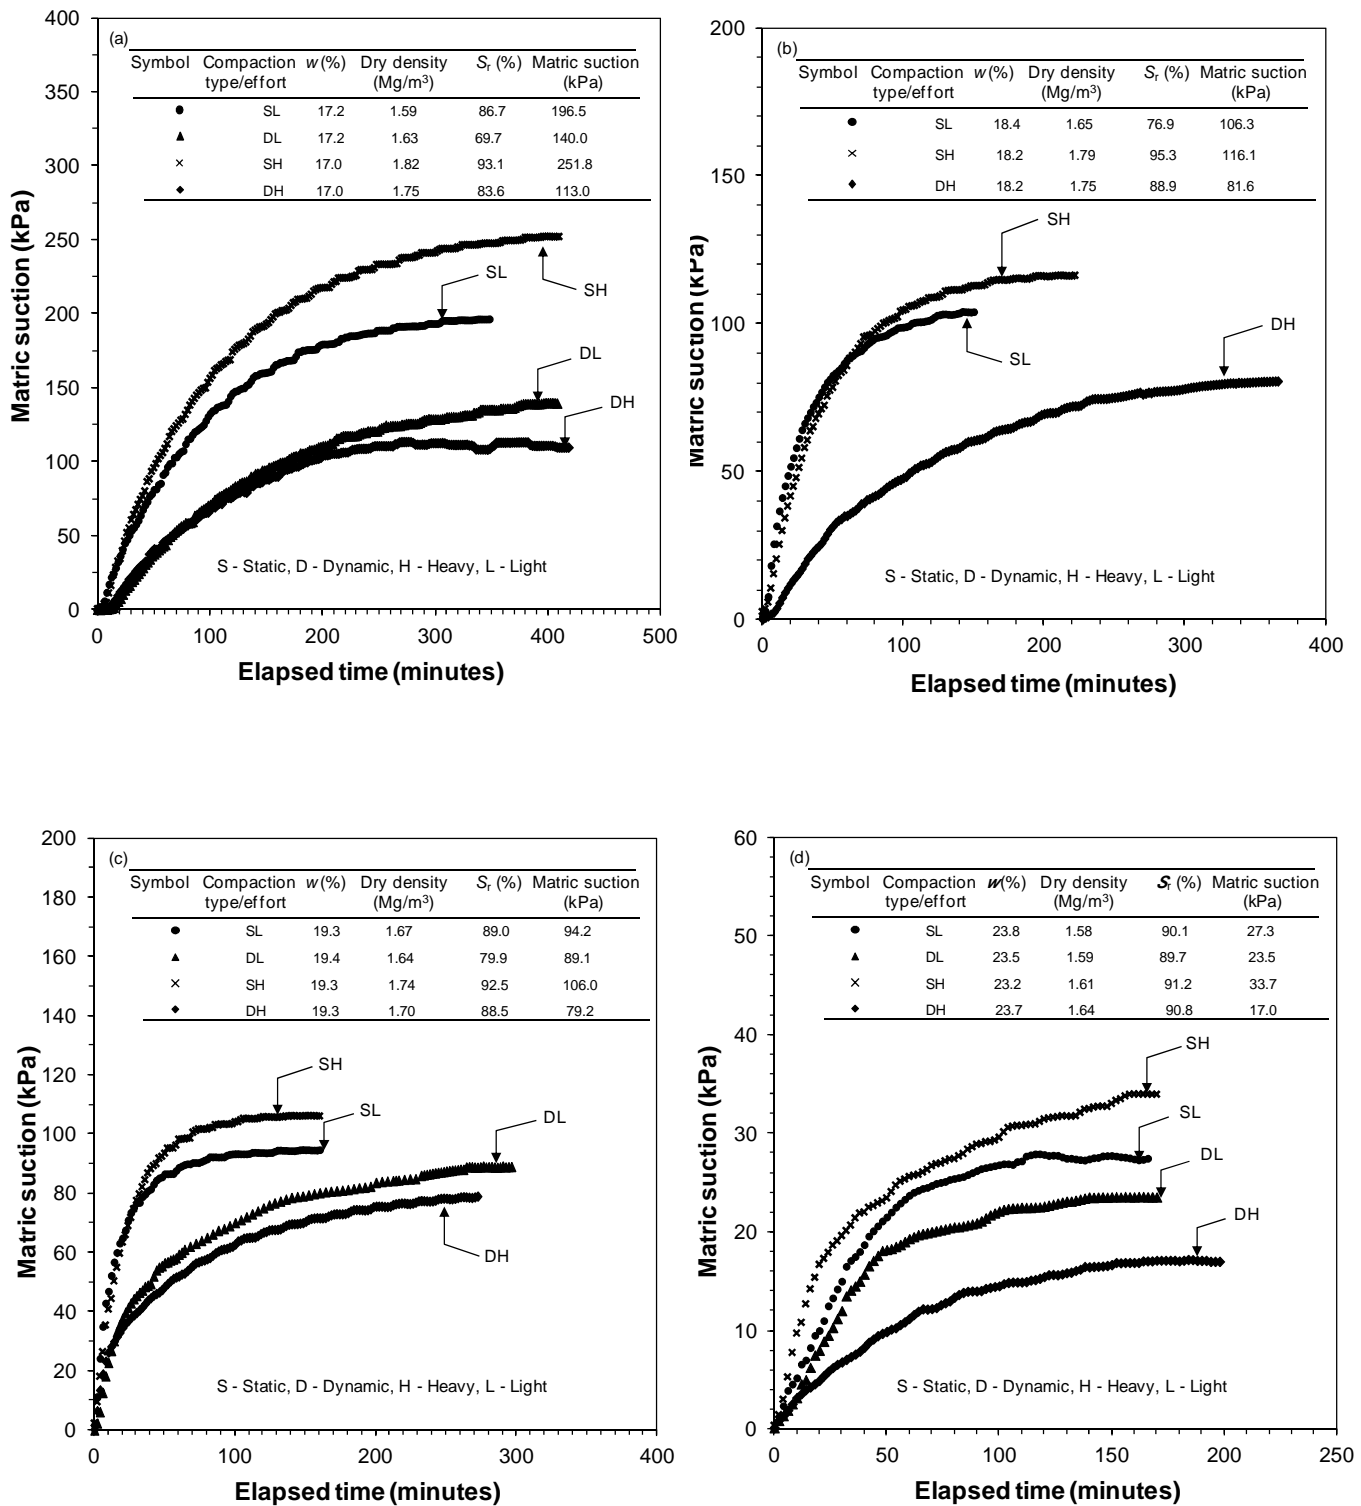 (a)
Symbol Compaction w (%) Dry density Sr (%) Matric suction
type/effort (Mg/m³) (kPa)
SL 17.2 1.59 86.7 196.5
DL 17.2 1.63 69.7 140.0
SH 17.0 1.82 93.1 251.8
DH 17.0 1.75 83.6 113.0
400
350
300
250
200
150
100
50
0
Matric suction (kPa)
SL
SH
DL
DH
S - Static, D - Dynamic, H - Heavy, L - Light
0 100 200 300 400 500
Elapsed time (minutes)
(b)
Symbol Compaction w (%) Dry density Sr (%) Matric suction
type/effort (Mg/m³) (kPa)
SL 18.4 1.65 76.9 106.3
SH 18.2 1.79 95.3 116.1
DH 18.2 1.75 88.9 81.6
200
150
100
50
0
Matric suction (kPa)
SH
SL
DH
S - Static, D - Dynamic, H - Heavy, L - Light
0 100 200 300 400
Elapsed time (minutes)
(c)
Symbol Compaction w (%) Dry density Sr (%) Matric suction
type/effort (Mg/m³) (kPa)
SL 19.3 1.67 89.0 94.2
DL 19.4 1.64 79.9 89.1
SH 19.3 1.74 92.5 106.0
DH 19.3 1.70 88.5 79.2
200
180
160
140
120
100
80
60
40
20
0
Matric suction (kPa)
SH
SL
DL
DH
S - Static, D - Dynamic, H - Heavy, L - Light
0 100 200 300 400
Elapsed time (minutes)
(d)
Symbol Compaction w (%) Dry density Sr (%) Matric suction
type/effort (Mg/m³) (kPa)
SL 23.8 1.58 90.1 27.3
DL 23.5 1.59 89.7 23.5
SH 23.2 1.61 91.2 33.7
DH 23.7 1.64 90.8 17.0
60
50
40
30
20
10
0
Matric suction (kPa)
SH
SL
DL
DH
S - Static, D - Dynamic, H - Heavy, L - Light
0 50 100 150 200 250
Elapsed time (minutes)